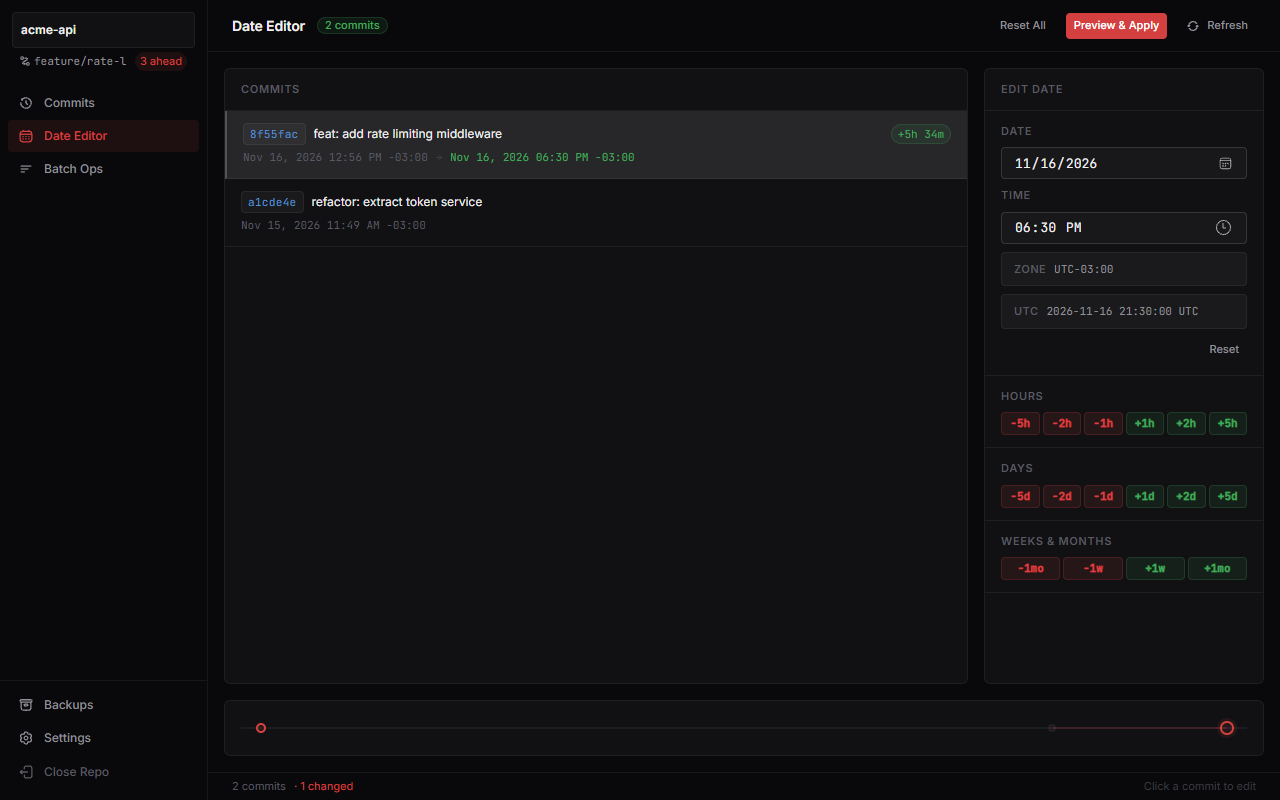 acme-api
feature/rate-l 3 ahead
Commits
Date Editor
Batch Ops
Backups
Settings
Close Repo
Date Editor 2 commits
Reset All Preview & Apply Refresh
COMMITS
8f55fac feat: add rate limiting middleware +5h 34m
Nov 16, 2026 12:56 PM -03:00 → Nov 16, 2026 06:30 PM -03:00
a1cde4e refactor: extract token service
Nov 15, 2026 11:49 AM -03:00
EDIT DATE
DATE
11/16/2026
TIME
06:30 PM
ZONE UTC-03:00
UTC 2026-11-16 21:30:00 UTC
Reset
HOURS
-5h -2h -1h +1h +2h +5h
DAYS
-5d -2d -1d +1d +2d +5d
WEEKS & MONTHS
-1mo -1w +1w +1mo
2 commits · 1 changed
Click a commit to edit